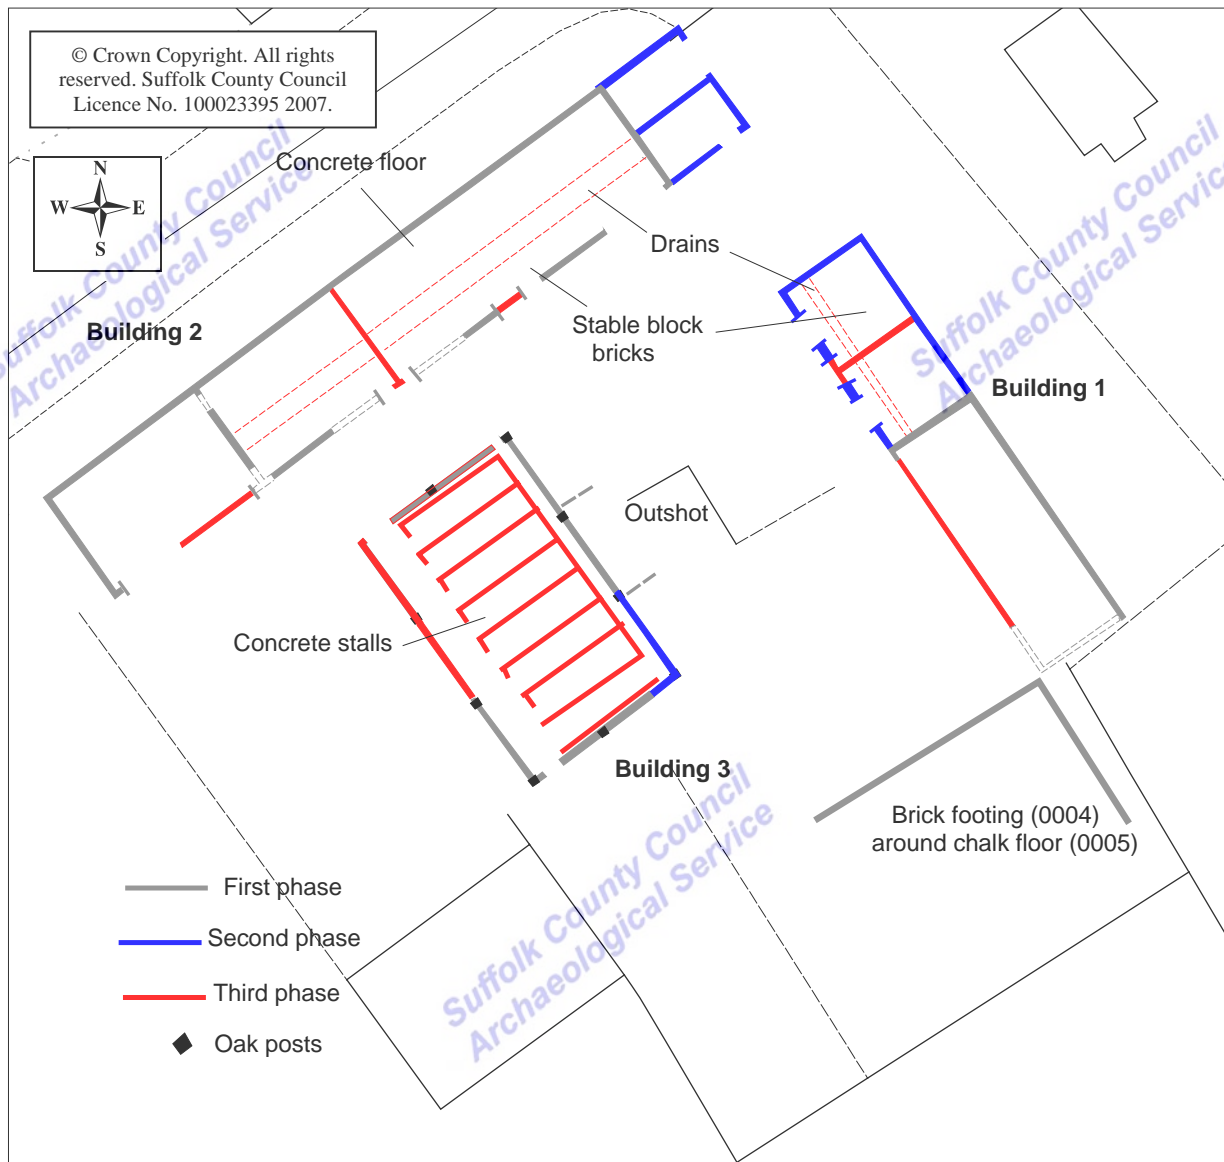 © Crown Copyright. All rights
reserved. Suffolk County Council
Licence No. 100023395 2007.
N
W E
S
Concrete floor
Drains
Building 2
Stable block
bricks
Building 1
Outshot
Concrete stalls
Building 3
Brick footing (0004)
around chalk floor (0005)
First phase
Second phase
Third phase
Oak posts
Suffolk County Council
Archaeological Service
Suffolk County Council
Archaeological Service
Suffolk County Council
Archaeological Service